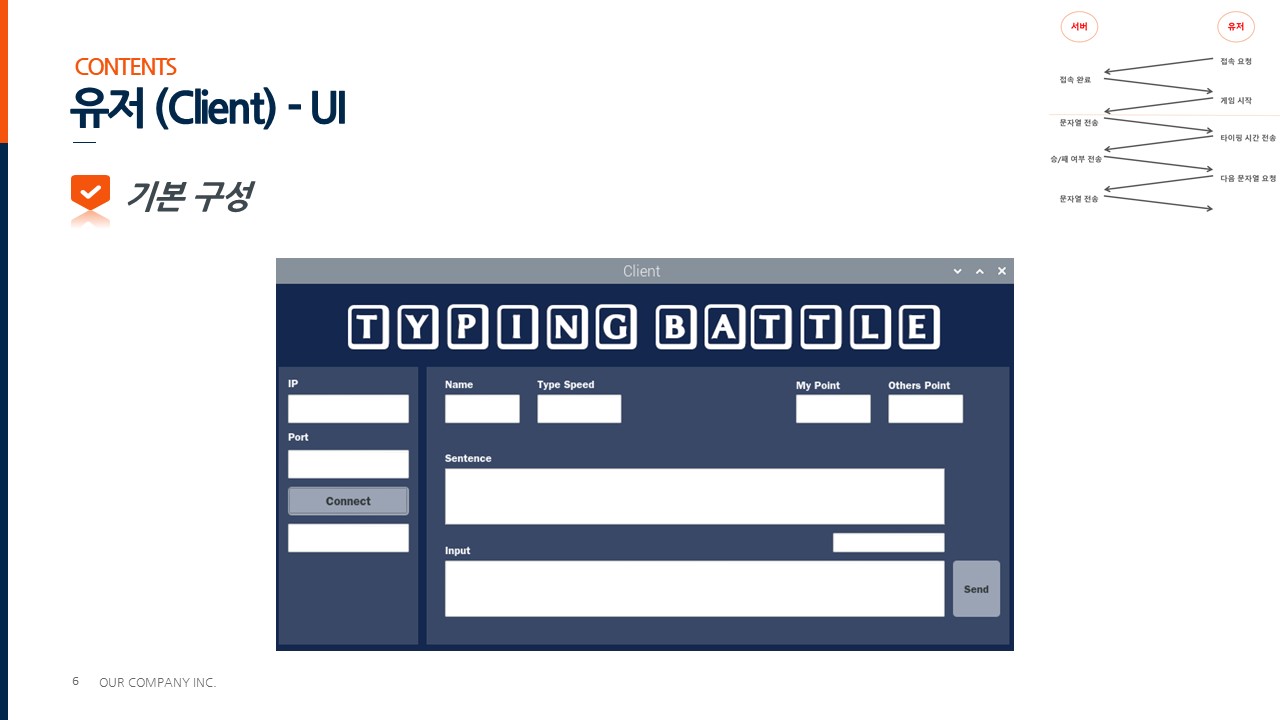 CONTENTS
유저 (Client) - UI
기본 구성
서버
유저
접속 요청
접속 완료
게임 시작
문자열 전송
타이핑 시간 전송
승/패 여부 전송
다음 문자열 요청
문자열 전송
Client
TYPING BATTLE
IP
Port
Connect
Name
Type Speed
My Point
Others Point
Sentence
Input
Send
6
OUR COMPANY INC.